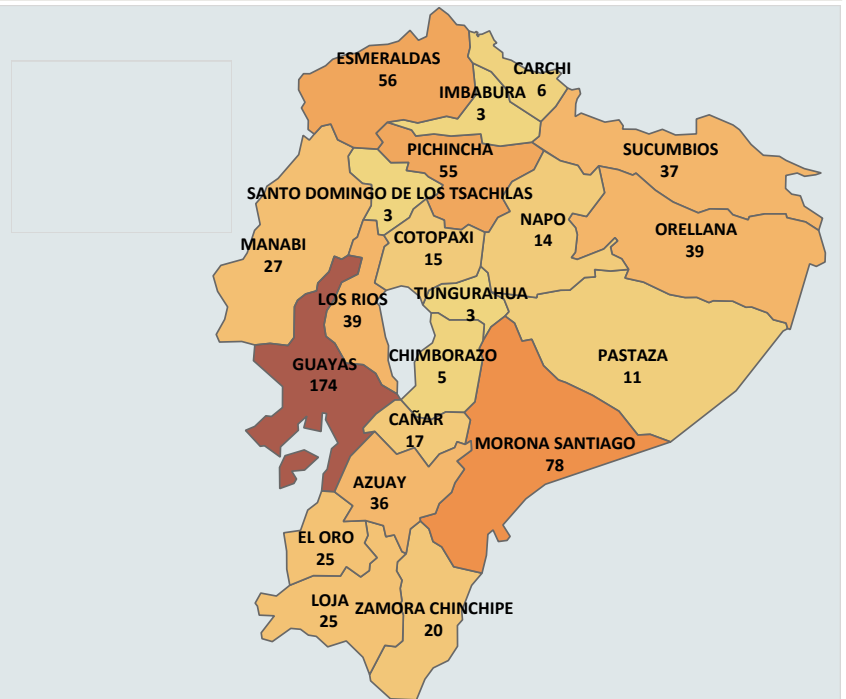 ESMERALDAS
56
CARCHI
6
IMBABURA
3
PICHINCHA
55
SUCUMBIOS
37
SANTO DOMINGO DE LOS TSACHILAS
3
NAPO
14
ORELLANA
39
MANABI
27
COTOPAXI
15
LOS RIOS
39
TUNGURAHUA
3
GUAYAS
174
CHIMBORAZO
5
PASTAZA
11
CAÑAR
17
MORONA SANTIAGO
78
AZUAY
36
EL ORO
25
LOJA
25
ZAMORA CHINCHIPE
20